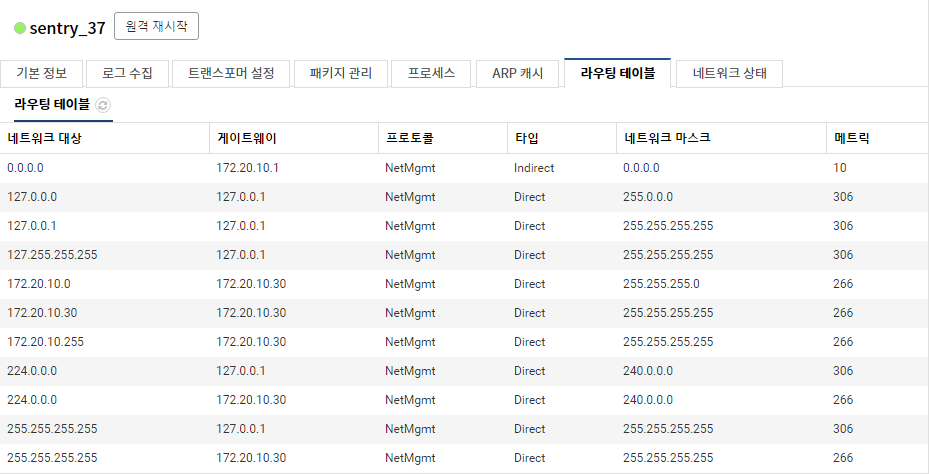 sentry_37 원격 재시작
기본 정보 로그 수집 트랜스포머 설정 패키지 관리 프로세스 ARP 캐시 라우팅 테이블 네트워크 상태
라우팅 테이블
네트워크 대상 게이트웨이 프로토콜 타입 네트워크 마스크 메트릭
0.0.0.0 172.20.10.1 NetMgmt Indirect 0.0.0.0 10
127.0.0.0 127.0.0.1 NetMgmt Direct 255.0.0.0 306
127.0.0.1 127.0.0.1 NetMgmt Direct 255.255.255.255 306
127.255.255.255 127.0.0.1 NetMgmt Direct 255.255.255.255 306
172.20.10.0 172.20.10.30 NetMgmt Direct 255.255.255.0 266
172.20.10.30 172.20.10.30 NetMgmt Direct 255.255.255.255 266
172.20.10.255 172.20.10.30 NetMgmt Direct 255.255.255.255 266
224.0.0.0 127.0.0.1 NetMgmt Direct 240.0.0.0 306
224.0.0.0 172.20.10.30 NetMgmt Direct 240.0.0.0 266
255.255.255.255 127.0.0.1 NetMgmt Direct 255.255.255.255 306
255.255.255.255 172.20.10.30 NetMgmt Direct 255.255.255.255 266